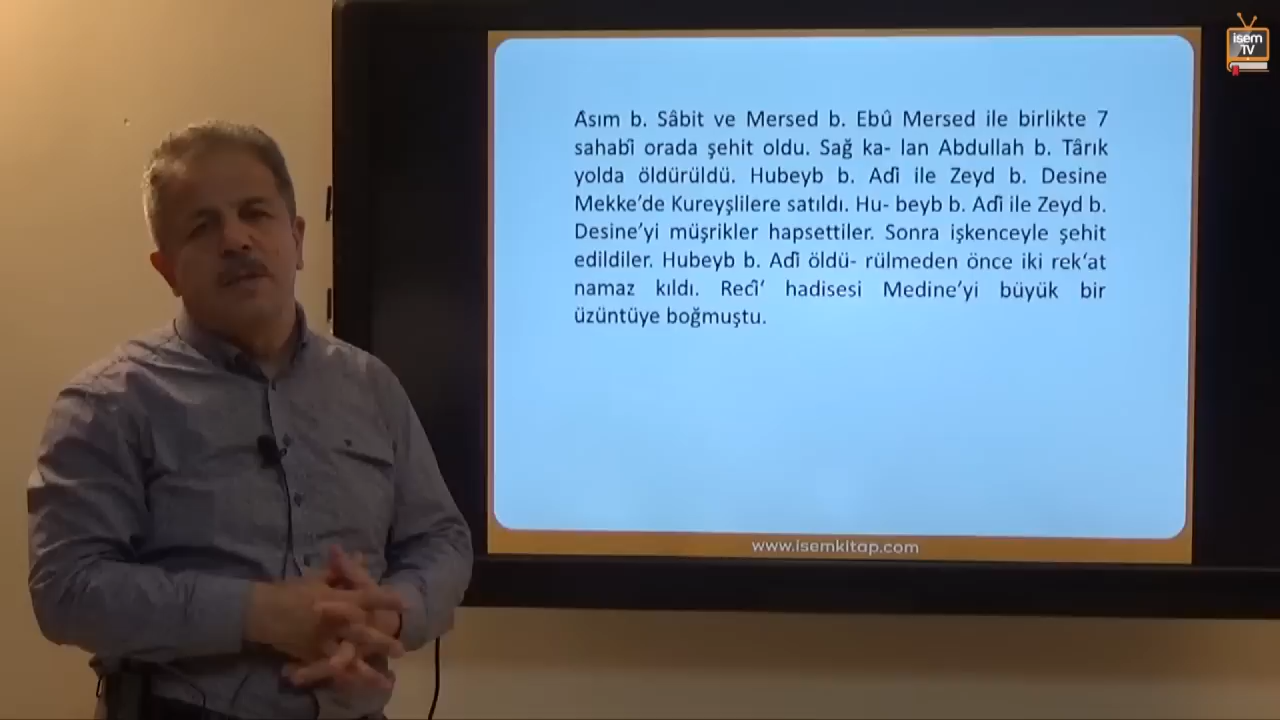 isem
TV
Âsım b. Sâbit ve Mersed b. Ebû Mersed ile birlikte 7
sahabî orada şehit oldu. Sağ ka- lan Abdullah b. Târık
yolda öldürüldü. Hubeyb b. Adî ile Zeyd b. Desine
Mekke’de Kureyşlilere satıldı. Hu- beyb b. Adî ile Zeyd b.
Desine’yi müşrikler hapsettiler. Sonra işkenceyle şehit
edildiler. Hubeyb b. Adî öldü- rülmeden önce iki rek‘at
namaz kıldı. Recî‘ hadisesi Medine’yi büyük bir
üzüntüye boğmuştu.
www.isemkitap.com